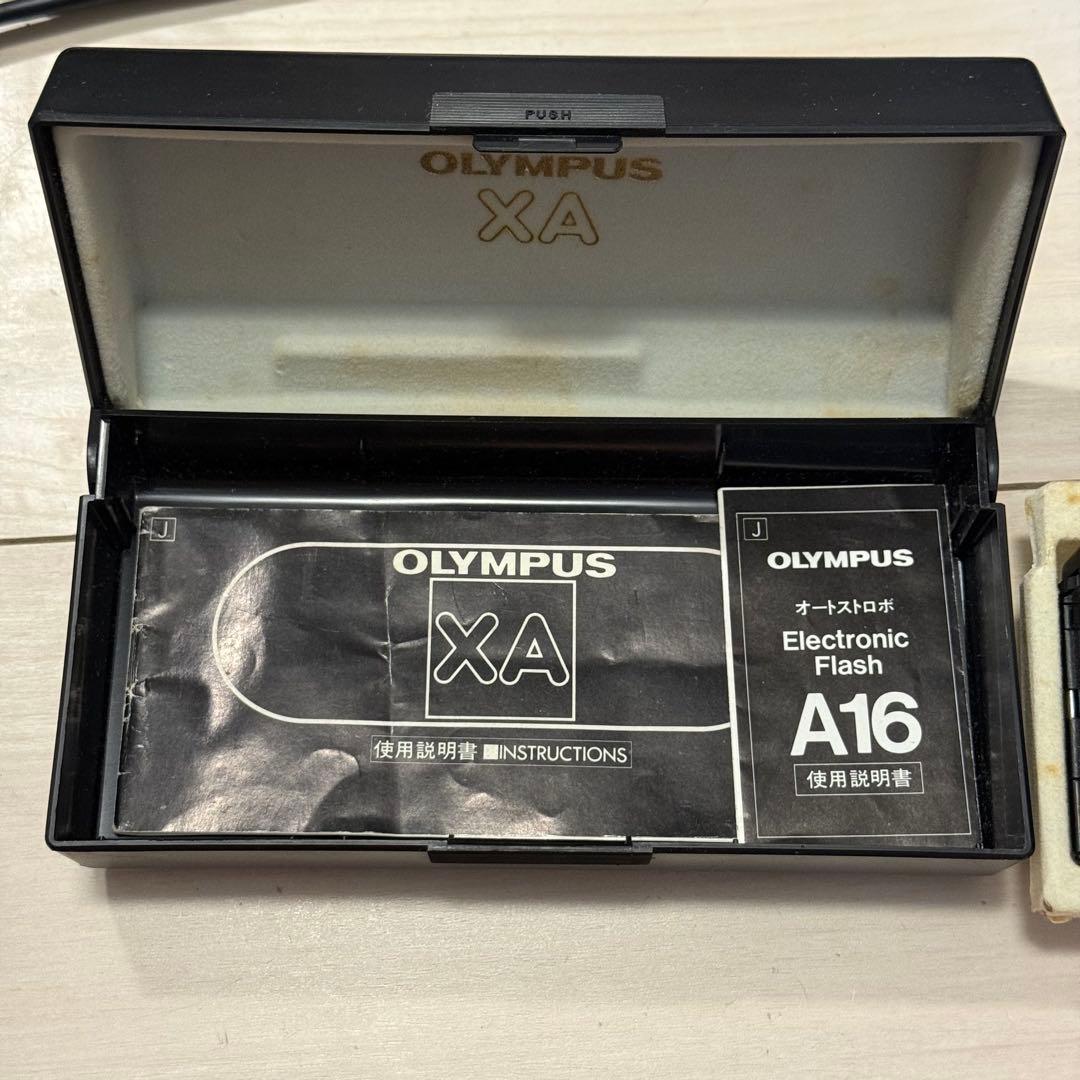 PUSH
OLYMPUS
XA
J
OLYMPUS
XA
使用説明書 INSTRUCTIONS
J
OLYMPUS
オートストロボ
Electronic
Flash
A16
使用説明書